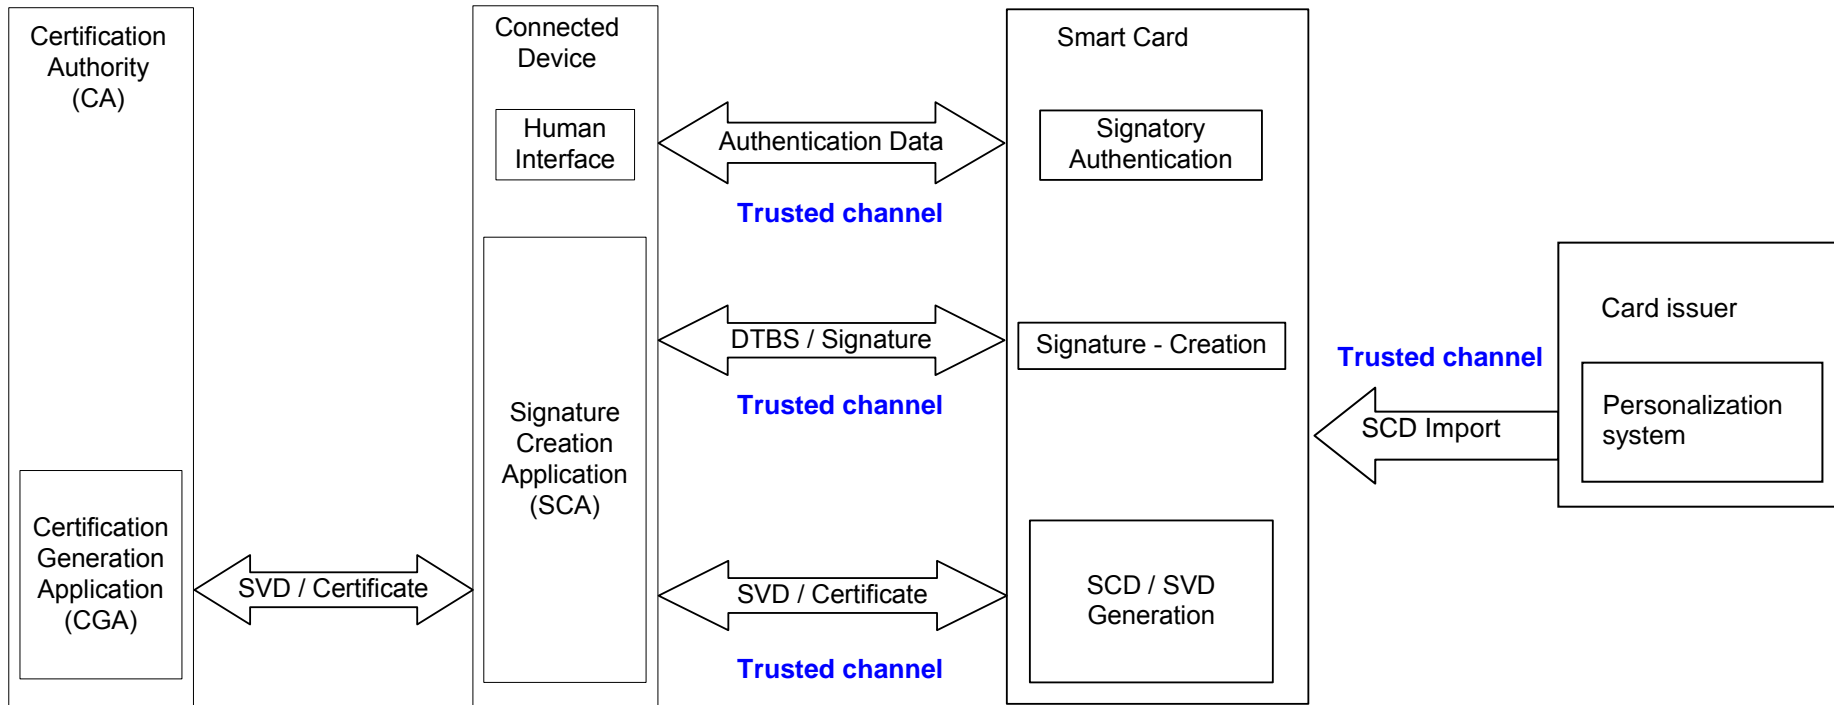 Certification
Authority
(CA)
Certification
Generation
Application
(CGA)
SVD / Certificate
Connected
Device
Human
Interface
Signature
Creation
Application
(SCA)
Authentication Data
Trusted channel
DTBS / Signature
Trusted channel
SVD / Certificate
Trusted channel
Smart Card
Signatory
Authentication
Signature - Creation
SCD / SVD
Generation
Trusted channel
SCD Import
Card issuer
Personalization
system